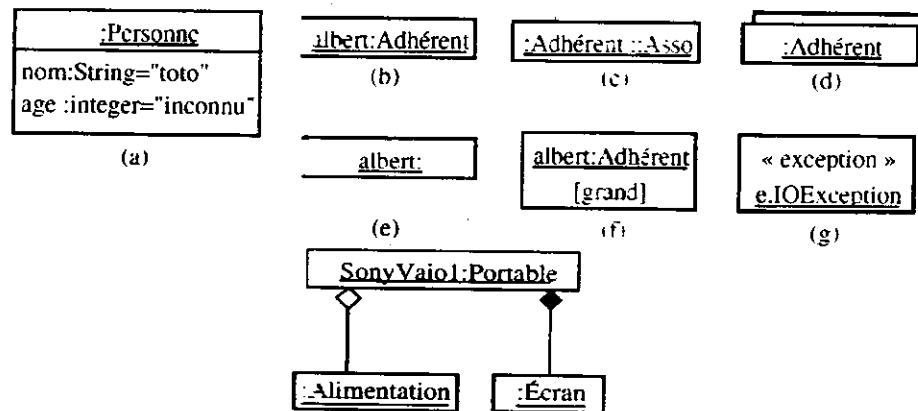 :Personne
nom:String="toto"
age :integer="inconnu"
(a)
albert:Adhérent
(b)
:Adhérent ::Asso
(c)
:Adhérent
(d)
albert:
(e)
albert:Adhérent
[grand]
(f)
« exception »
e.IOException
(g)
SonyVaio1:Portable
:Alimentation
:Écran